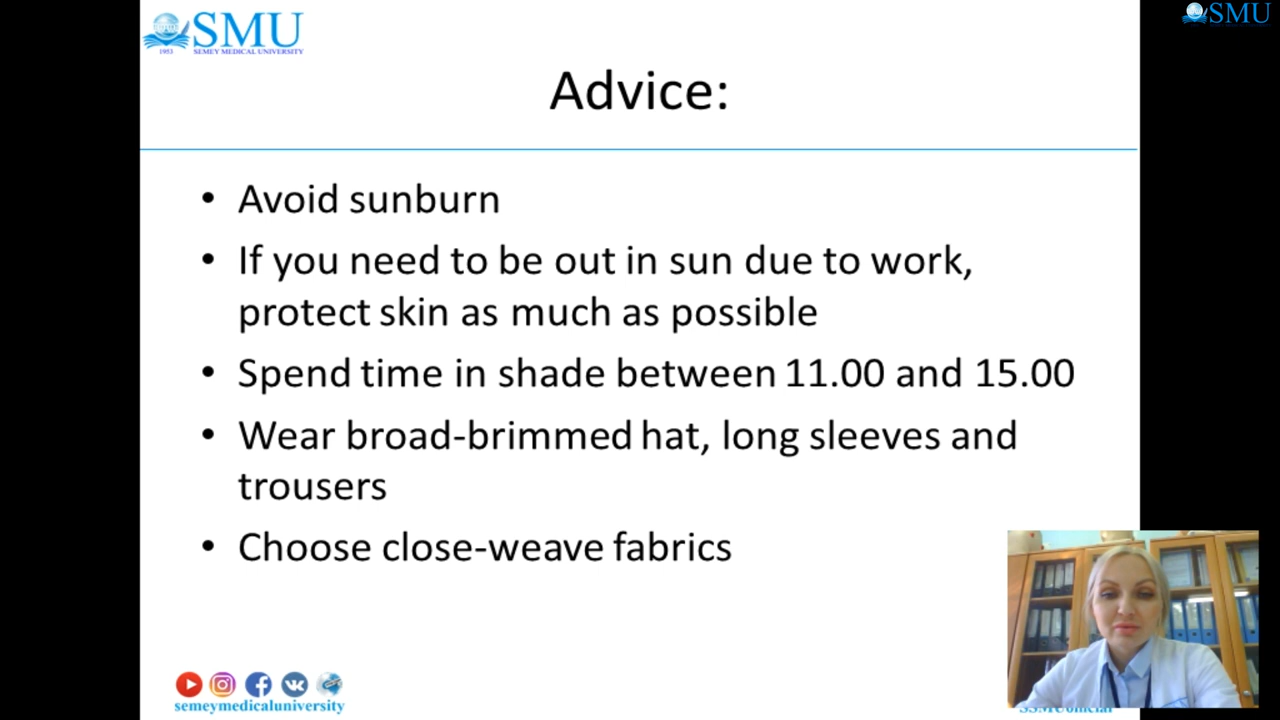 SMU
1953 SEMEY MEDICAL UNIVERSITY
SMU
Advice:
• Avoid sunburn
• If you need to be out in sun due to work,
protect skin as much as possible
• Spend time in shade between 11.00 and 15.00
• Wear broad-brimmed hat, long sleeves and
trousers
• Choose close-weave fabrics
semeymedicaluniversity